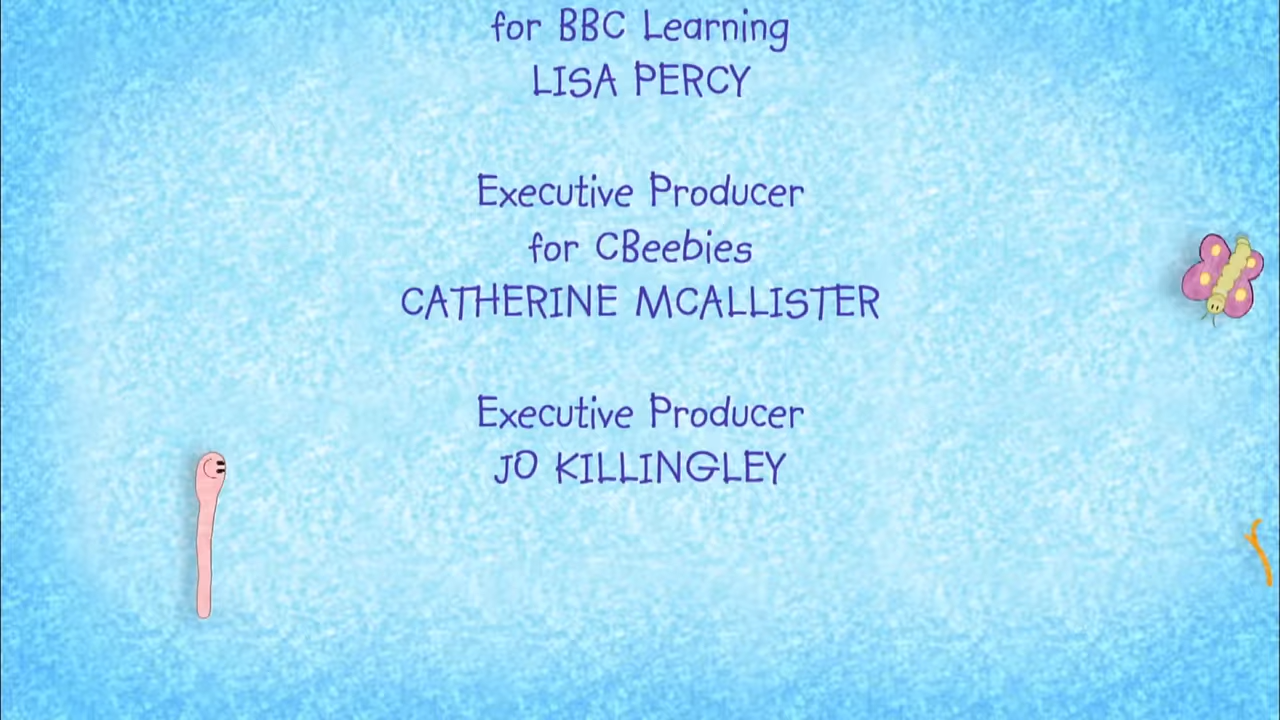 for BBC Learning
LISA PERCY
Executive Producer
for CBeebies
CATHERINE MCALLISTER
Executive Producer
JO KILLINGLEY